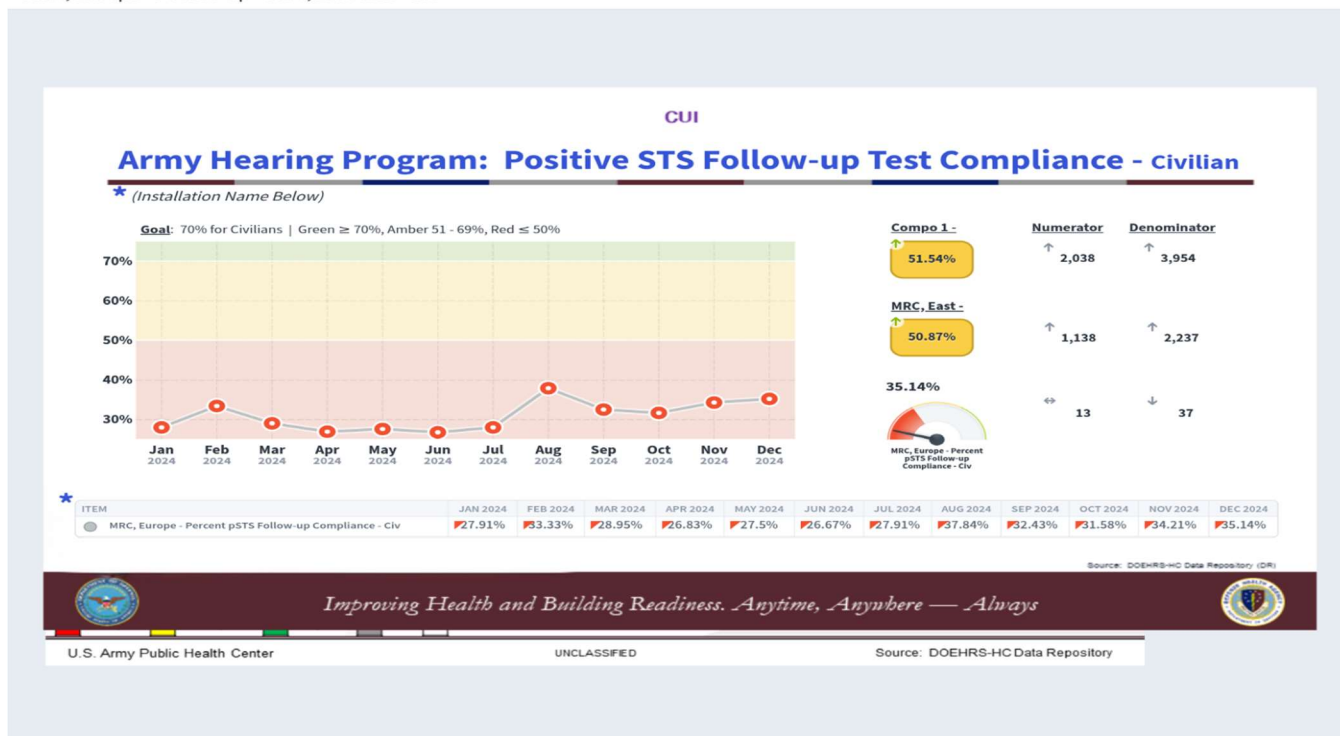 CUI
Army Hearing Program: Positive STS Follow-up Test Compliance - Civilian
* (Installation Name Below)
Goal: 70% for Civilians | Green ≥ 70%, Amber 51 - 69%, Red ≤ 50%
70%
60%
50%
40%
30%
Jan Feb Mar Apr May Jun Jul Aug Sep Oct Nov Dec
2024 2024 2024 2024 2024 2024 2024 2024 2024 2024 2024 2024
Compo 1 - Numerator Denominator
↑ 51.54% ↑ 2,038 ↑ 3,954
MRC, East -
↑ 50.87% ↑ 1,138 ↑ 2,237
35.14%
↔ 13 ↓ 37
MRC, Europe - Percent
pSTS Follow-up
Compliance - Civ
*
ITEM JAN 2024 FEB 2024 MAR 2024 APR 2024 MAY 2024 JUN 2024 JUL 2024 AUG 2024 SEP 2024 OCT 2024 NOV 2024 DEC 2024
MRC, Europe - Percent pSTS Follow-up Compliance - Civ 27.91% 33.33% 28.95% 26.83% 27.5% 26.67% 27.91% 37.84% 32.43% 31.58% 34.21% 35.14%
Source: DOEHRS-HC Data Repository (DR)
Improving Health and Building Readiness. Anytime, Anywhere — Always
U.S. Army Public Health Center UNCLASSIFIED Source: DOEHRS-HC Data Repository